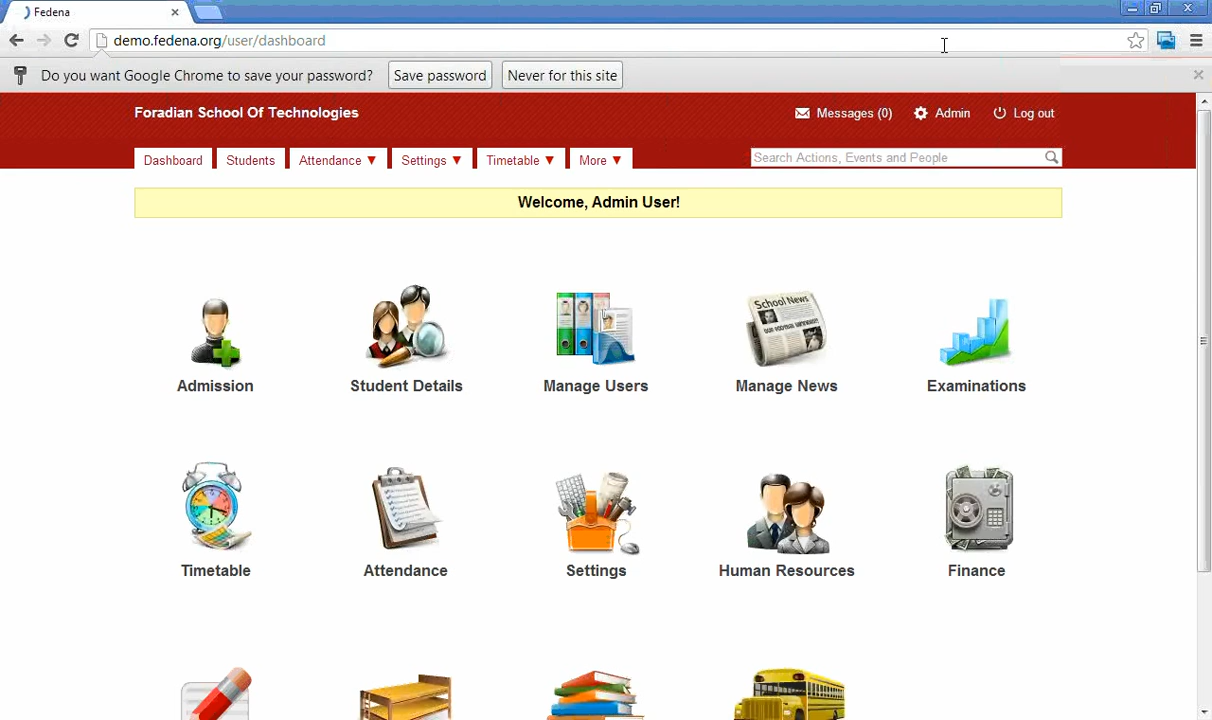 Fedena
demo.fedena.org/user/dashboard
Do you want Google Chrome to save your password? Save password Never for this site
Foradian School Of Technologies
Messages (0) Admin Log out
Dashboard Students Attendance ▼ Settings ▼ Timetable ▼ More ▼
Search Actions, Events and People
Welcome, Admin User!
School News
Admission Student Details Manage Users Manage News Examinations
Timetable Attendance Settings Human Resources Finance